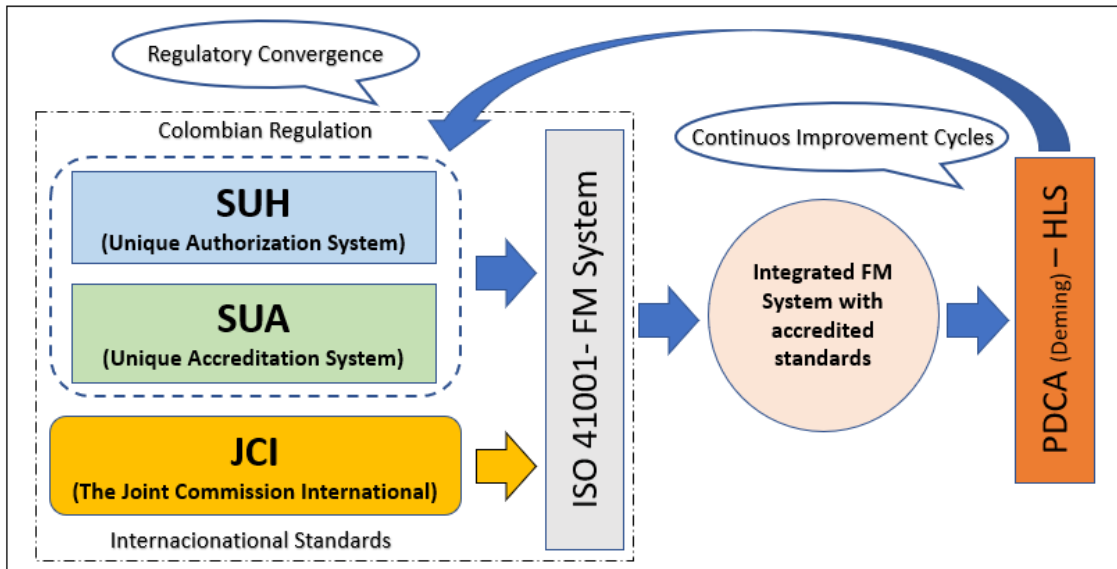 Regulatory Convergence
Colombian Regulation
SUH
(Unique Authorization System)
SUA
(Unique Accreditation System)
JCI
(The Joint Commission International)
Internacionational Standards
ISO 41001- FM System
Continuos Improvement Cycles
Integrated FM
System with
accredited
standards
PDCA (Deming) – HLS